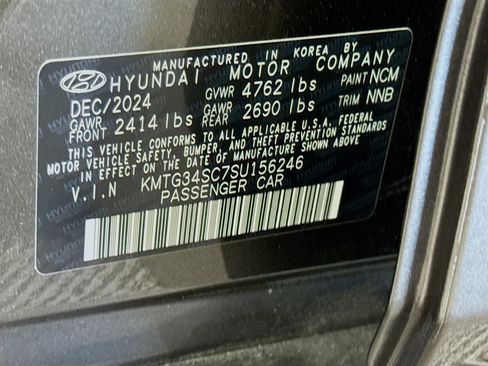 MANUFACTURED IN KOREA BY
HYUNDAI MOTOR COMPANY
DEC/2024 GVWR 4762 lbs PAINT NCM
GAWR FRONT 2414 lbs GAWR REAR 2690 lbs TRIM NNB
THIS VEHICLE CONFORMS TO ALL APPLICABLE U.S.A FEDERAL
MOTOR VEHICLE SAFETY, BUMPER, AND THEFT PREVENTION STANDARDS
IN EFFECT ON THE DATE OF MANUFACTURE SHOWN ABOVE.
V.I.N KMTG34SC7SU156246
PASSENGER CAR